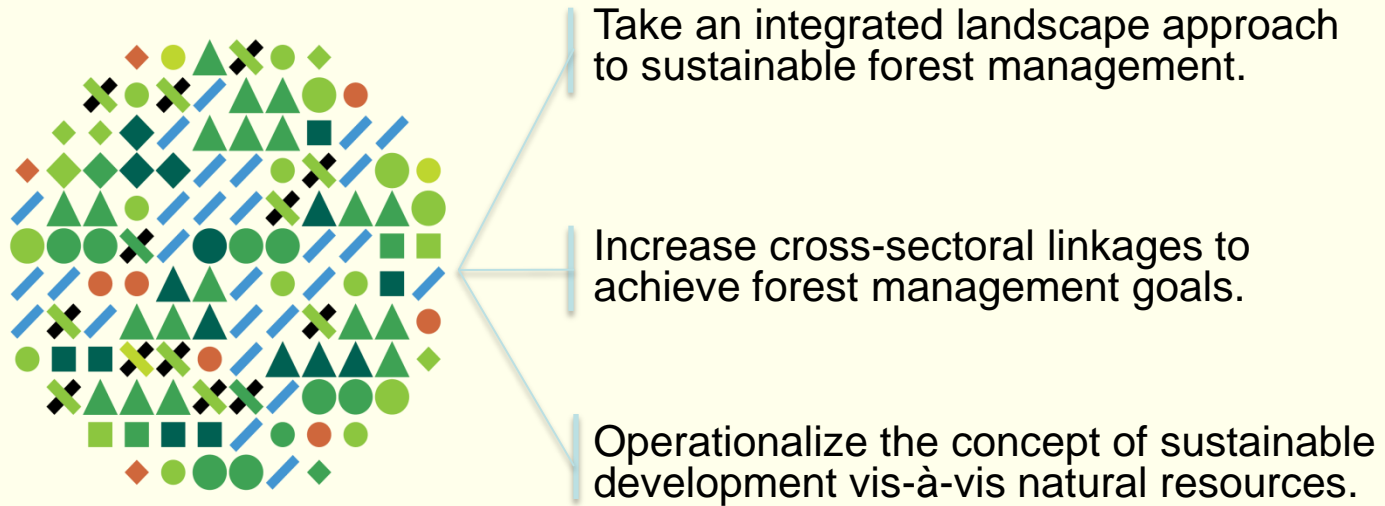 Take an integrated landscape approach
to sustainable forest management.
Increase cross-sectoral linkages to
achieve forest management goals.
Operationalize the concept of sustainable
development vis-à-vis natural resources.